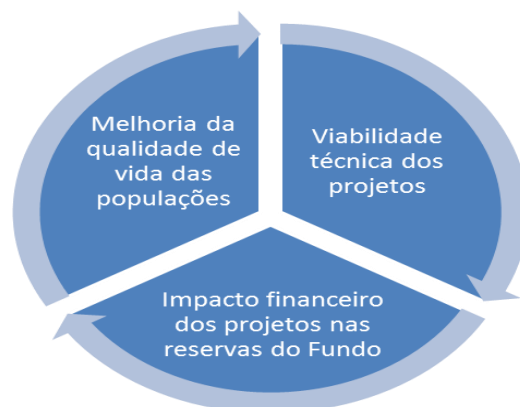 Melhoria da
qualidade de
vida das
populações
Viabilidade
técnica dos
projetos
Impacto financeiro
dos projetos nas
reservas do Fundo